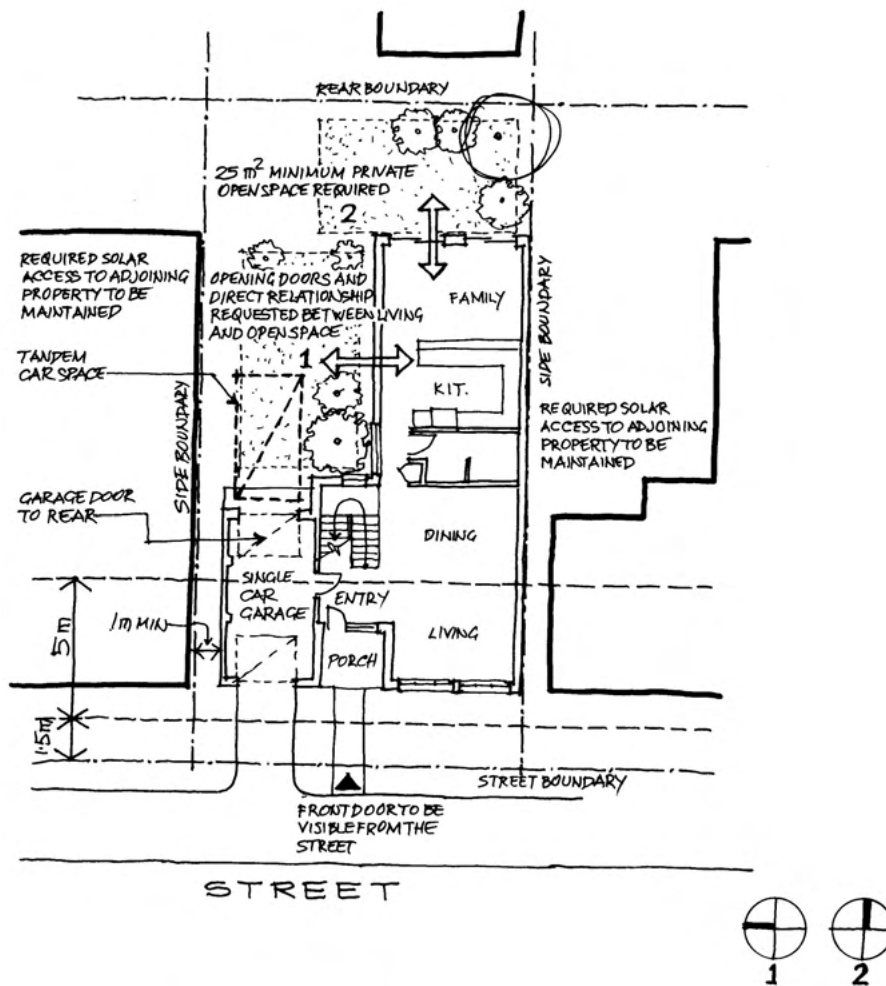 REAR BOUNDARY
25 m² MINIMUM PRIVATE
OPEN SPACE REQUIRED
2
REQUIRED SOLAR
ACCESS TO ADJOINING
PROPERTY TO BE
MAINTAINED
OPENING DOORS AND
DIRECT RELATIONSHIP
REQUESTED BETWEEN LIVING
AND OPEN SPACE
1
FAMILY
SIDE BOUNDARY
TANDEM
CAR SPACE
SIDE BOUNDARY
KIT.
REQUIRED SOLAR
ACCESS TO ADJOINING
PROPERTY TO BE
MAINTAINED
GARAGE DOOR
TO REAR
DINING
SINGLE
CAR
GARAGE
ENTRY
1m MIN
5m
LIVING
PORCH
1.5m
STREET BOUNDARY
FRONT DOOR TO BE
VISIBLE FROM THE
STREET
STREET
1
2